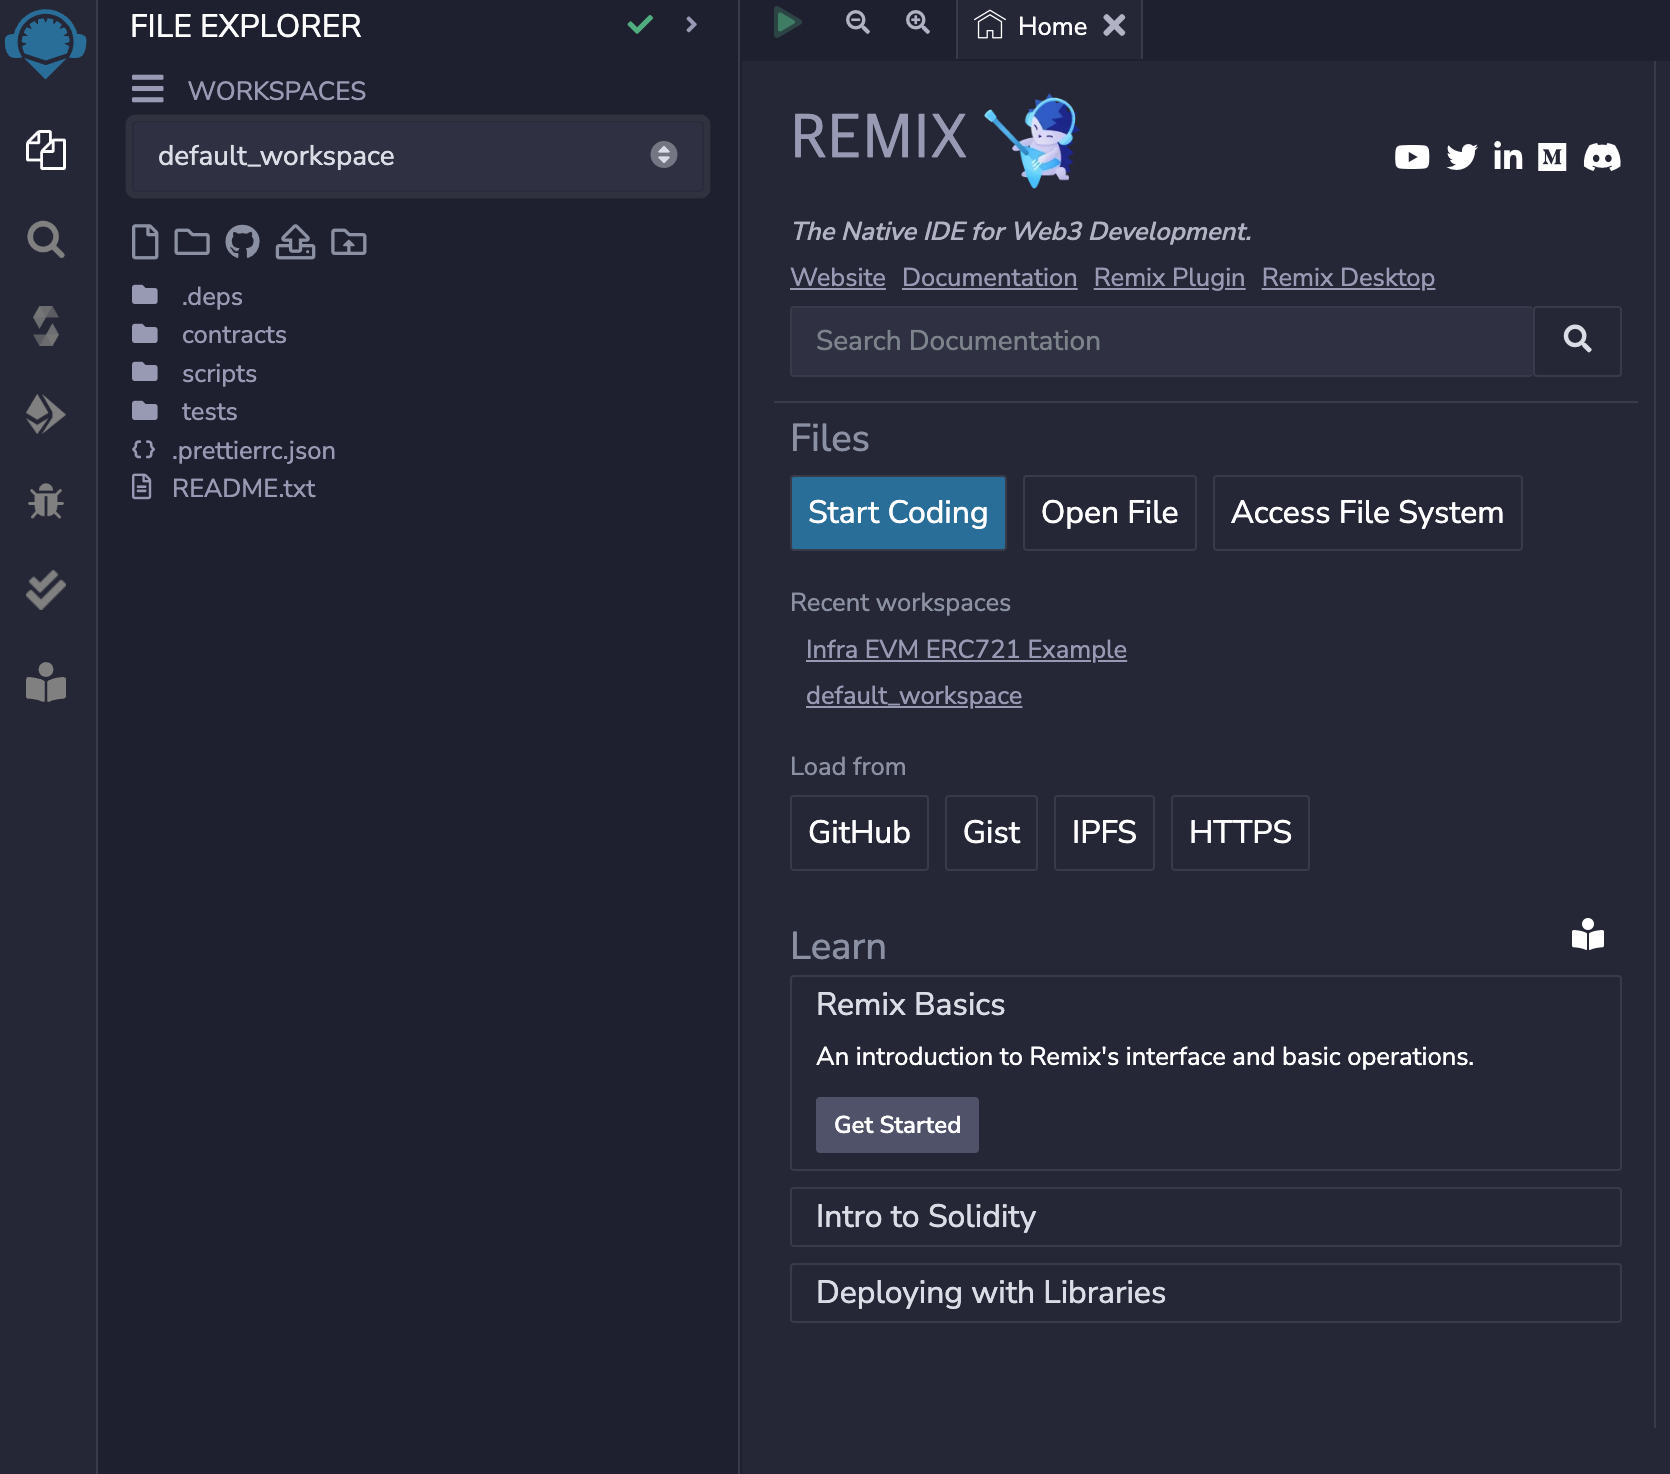 FILE EXPLORER
WORKSPACES
default_workspace
.deps
contracts
scripts
tests
.prettierrc.json
README.txt
Home
REMIX
The Native IDE for Web3 Development.
Website Documentation Remix Plugin Remix Desktop
Search Documentation
Files
Start Coding Open File Access File System
Recent workspaces
Infra EVM ERC721 Example
default_workspace
Load from
GitHub Gist IPFS HTTPS
Learn
Remix Basics
An introduction to Remix's interface and basic operations.
Get Started
Intro to Solidity
Deploying with Libraries